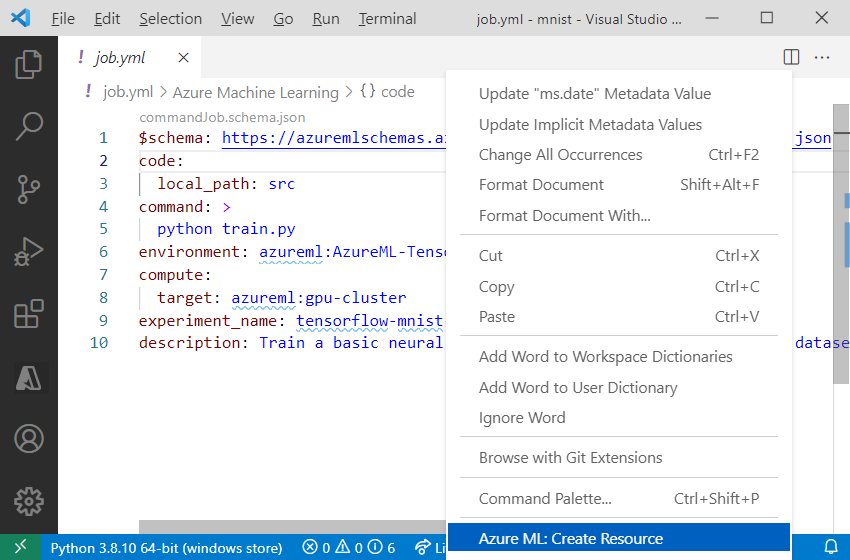 File Edit Selection View Go Run Terminal job.yml - mnist - Visual Studio ...
! job.yml
! job.yml > Azure Machine Learning > {} code
commandJob.schema.json
1 $schema: https://azuremlschemas.a json
2 code:
3 local_path: src
4 command: >
5 python train.py
6 environment: azureml:AzureML-Tens
7 compute:
8 target: azureml:gpu-cluster
9 experiment_name: tensorflow-mnist
10 description: Train a basic neural datase
Update "ms.date" Metadata Value
Update Implicit Metadata Values
Change All Occurrences Ctrl+F2
Format Document Shift+Alt+F
Format Document With...
Cut Ctrl+X
Copy Ctrl+C
Paste Ctrl+V
Add Word to Workspace Dictionaries
Add Word to User Dictionary
Ignore Word
Browse with Git Extensions
Command Palette... Ctrl+Shift+P
Azure ML: Create Resource
Python 3.8.10 64-bit (windows store) 0 0 6 Li